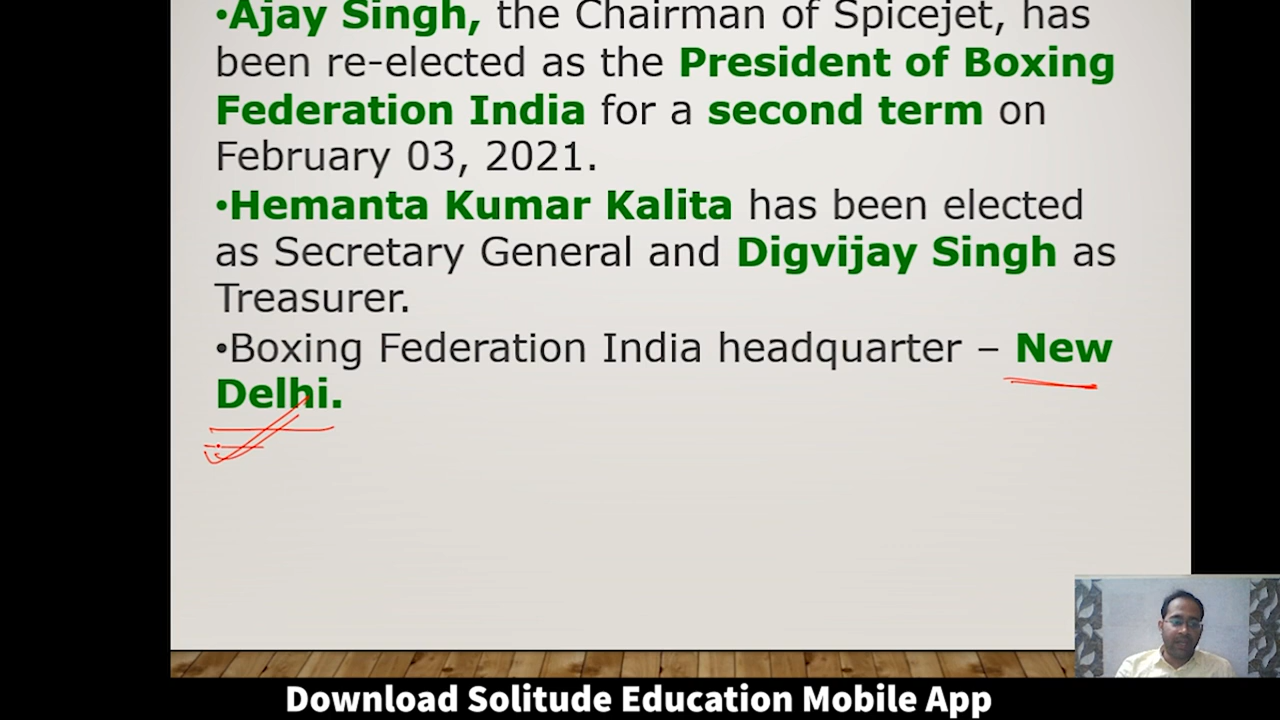 •Ajay Singh, the Chairman of Spicejet, has
been re-elected as the President of Boxing
Federation India for a second term on
February 03, 2021.
•Hemanta Kumar Kalita has been elected
as Secretary General and Digvijay Singh as
Treasurer.
•Boxing Federation India headquarter – New
Delhi.
Download Solitude Education Mobile App